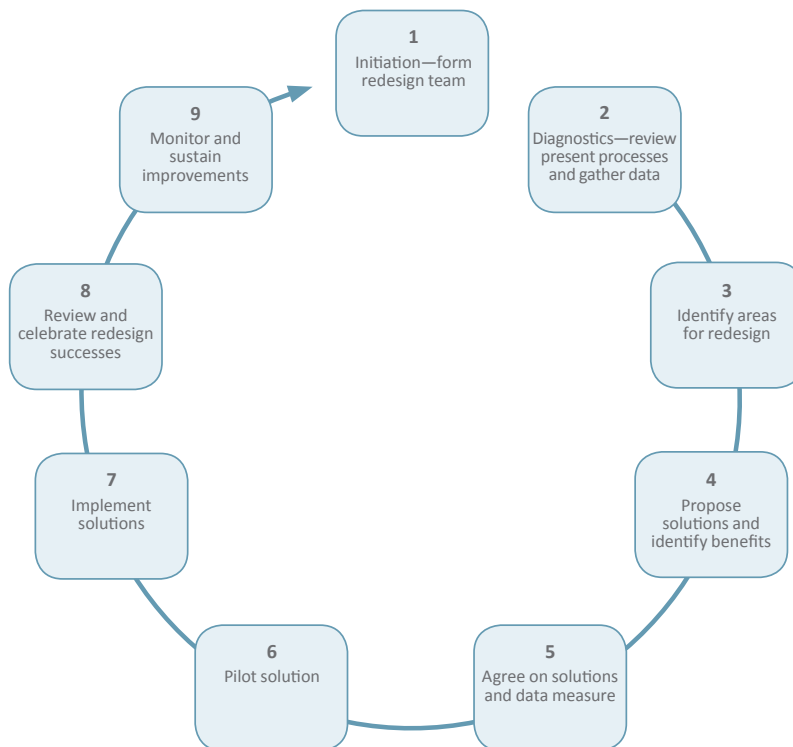 1
Initiation—form
redesign team
2
Diagnostics—review
present processes
and gather data
3
Identify areas
for redesign
4
Propose
solutions and
identify benefits
5
Agree on solutions
and data measure
6
Pilot solution
7
Implement
solutions
8
Review and
celebrate redesign
successes
9
Monitor and
sustain
improvements